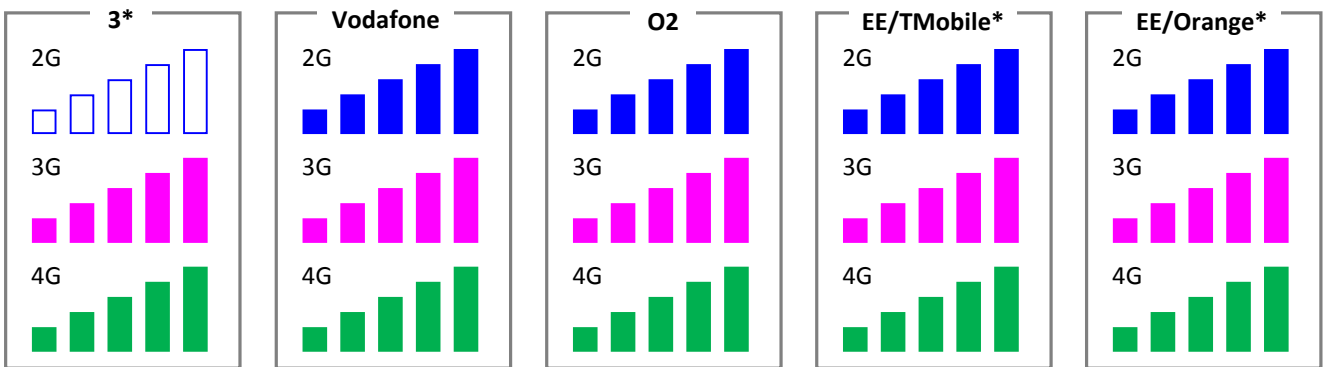 3* Vodafone O2 EE/TMobile* EE/Orange*
2G 2G 2G 2G 2G
3G 3G 3G 3G 3G
4G 4G 4G 4G 4G